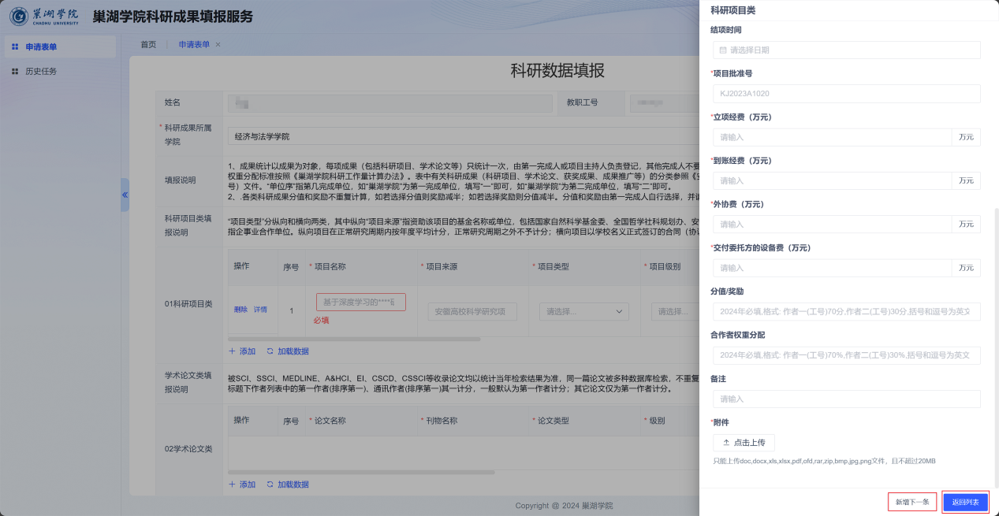 巢湖学院
CHAOHU UNIVERSITY
巢湖学院科研成果填报服务
申请表单
历史任务
首页
申请表单 ×
科研数据填报
姓名
教职工号
* 科研成果所属学院
经济与法学学院
填报说明
1、成果统计以成果为对象，每项成果（包括科研项目、学术论文等）只统计一次，由第一完成人或项目主持人负责登记，其他完成人不要
权重分配标准按照《巢湖学院科研工作量计算办法》。表中有关科研成果（科研项目、学术论文、获奖成果、成果推广等）的分类参照《安
号）文件。“单位序”指第几完成单位，如“巢湖学院”为第一完成单位，填写“一”即可，如“巢湖学院”为第二完成单位，填写“二”即可。
2、.各类科研成果分值和奖励不重复计算，如若选择分值则奖励减半；如若选择奖励则分值减半。分值和奖励由第一完成人自行选择，并请
科研项目类填报说明
“项目类型”分纵向和横向两类，其中纵向“项目来源”指资助该项目的基金名称或单位，包括国家自然科学基金委、全国哲学社科规划办、安
指企事业合作单位。纵向项目在正常研究周期内按年度平均计分，正常研究周期之外不予计分；横向项目以学校名义正式签订的合同（协议
01科研项目类
操作
序号
* 项目名称
* 项目来源
* 项目类型
* 项目级别
删除 详情
1
基于深度学习的****研
必填
安徽高校科学研究项
请选择...
请选择...
+ 添加
加载数据
学术论文类填报说明
被SCI、SSCI、MEDLINE、A&HCI、EI、CSCD、CSSCI等收录论文均以统计当年检索结果为准，同一篇论文被多种数据库检索，不重复
标题下作者列表中的第一作者(排序第一)、通讯作者(排序第一)其一计分，一般默认为第一作者计分；其它论文仅为第一作者计分。
02学术论文类
操作
序号
* 论文名称
* 刊物名称
* 论文类型
* 级别
+ 添加
加载数据
Copyright @ 2024 巢湖学院
科研项目类
结项时间
请选择日期
*项目批准号
KJ2023A1020
*立项经费（万元）
请输入
万元
*到账经费（万元）
请输入
万元
*外协费（万元）
请输入
万元
*交付委托方的设备费（万元）
请输入
万元
分值/奖励
2024年必填,格式: 作者一(工号)70分,作者二(工号)30分,括号和逗号为英文
合作者权重分配
2024年必填,格式: 作者一(工号)70%,作者二(工号)30%,括号和逗号为英文
备注
请输入
*附件
点击上传
只能上传doc,docx,xls,xlsx,pdf,ofd,rar,zip,bmp,jpg,png文件，且不超过20MB
新增下一条
返回列表